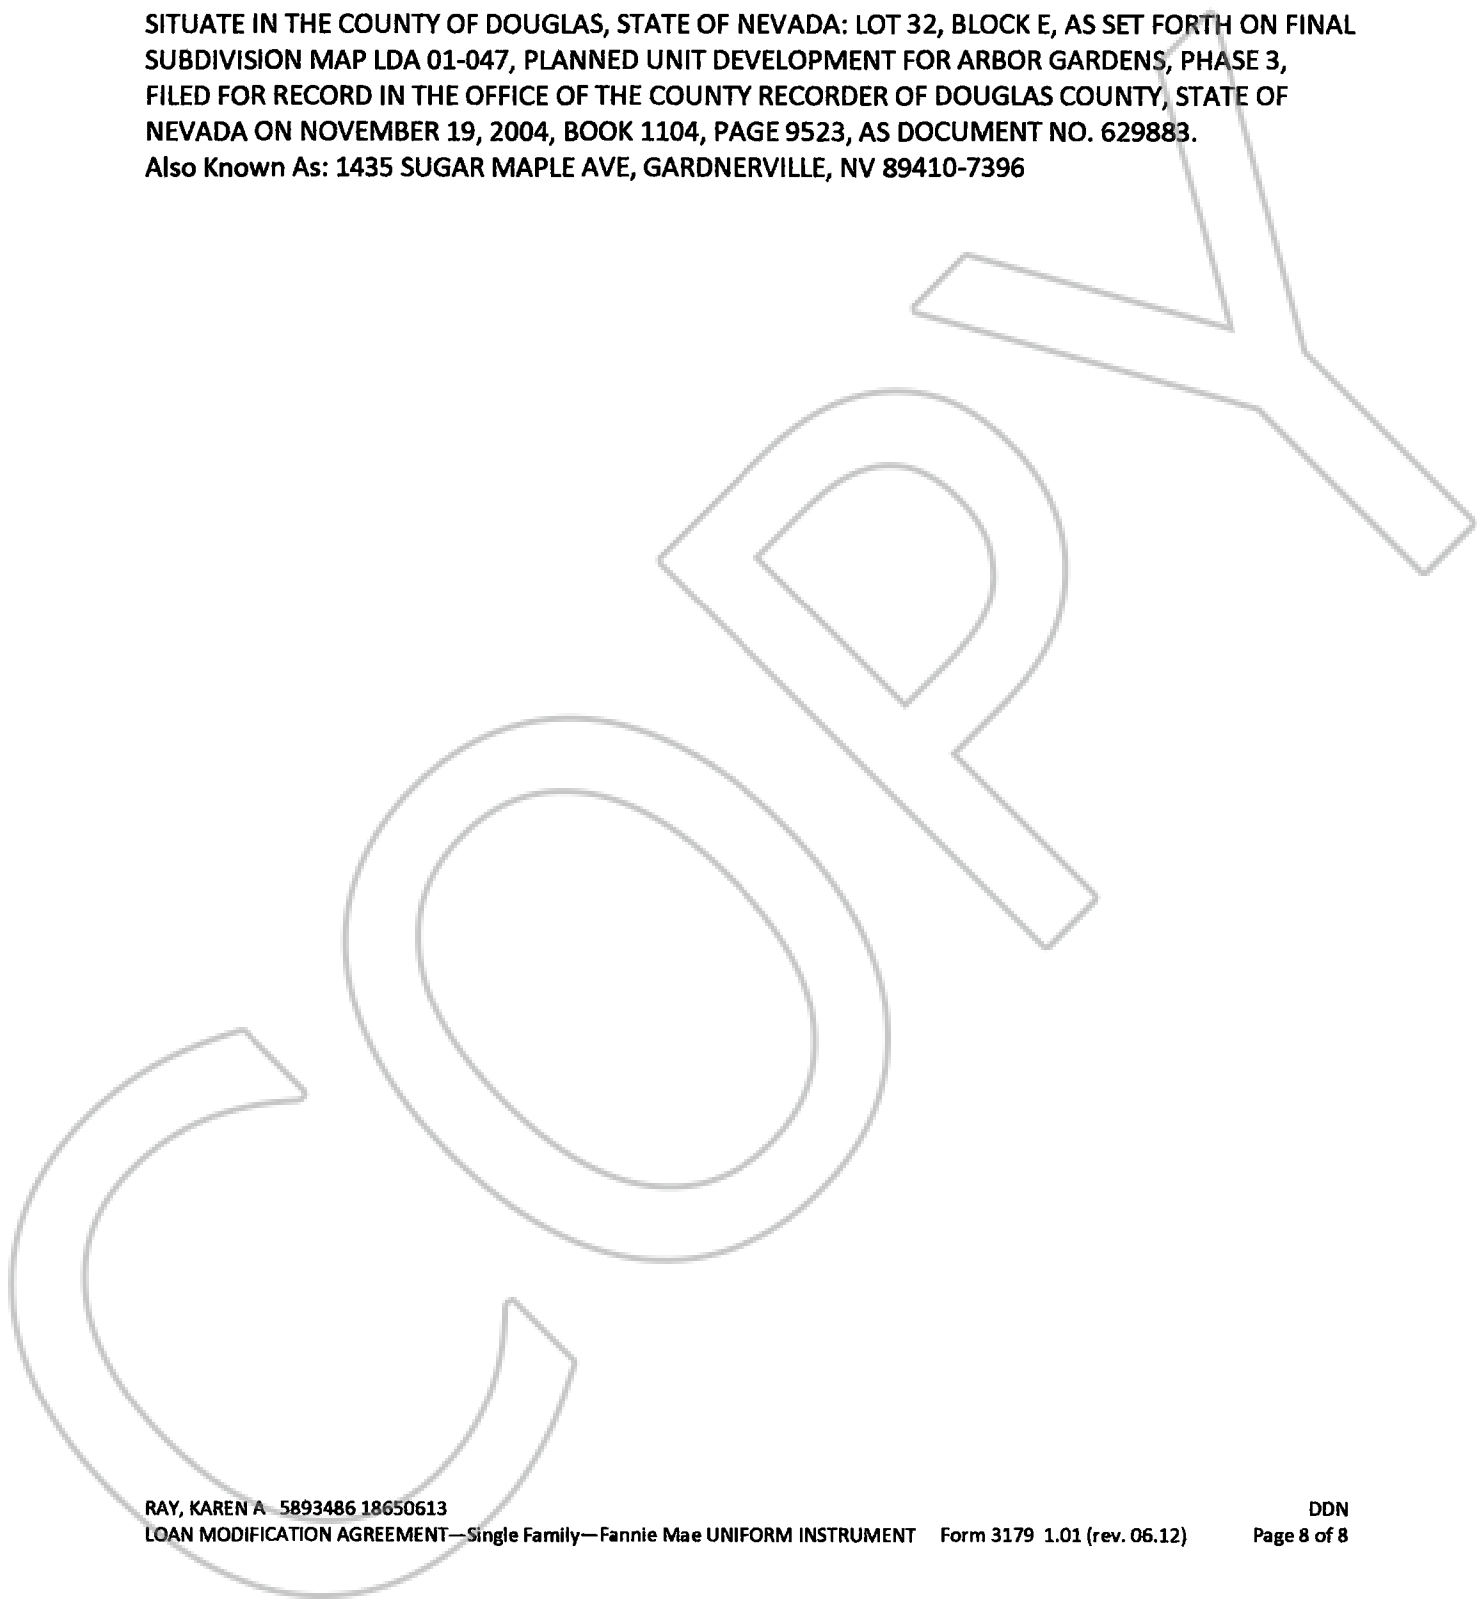 SITUATE IN THE COUNTY OF DOUGLAS, STATE OF NEVADA: LOT 32, BLOCK E, AS SET FORTH ON FINAL
SUBDIVISION MAP LDA 01-047, PLANNED UNIT DEVELOPMENT FOR ARBOR GARDENS, PHASE 3,
FILED FOR RECORD IN THE OFFICE OF THE COUNTY RECORDER OF DOUGLAS COUNTY, STATE OF
NEVADA ON NOVEMBER 19, 2004, BOOK 1104, PAGE 9523, AS DOCUMENT NO. 629883.
Also Known As: 1435 SUGAR MAPLE AVE, GARDNERVILLE, NV 89410-7396
COPY
RAY, KAREN A 5893486 18650613 DDN
LOAN MODIFICATION AGREEMENT—Single Family—Fannie Mae UNIFORM INSTRUMENT Form 3179 1.01 (rev. 06.12) Page 8 of 8